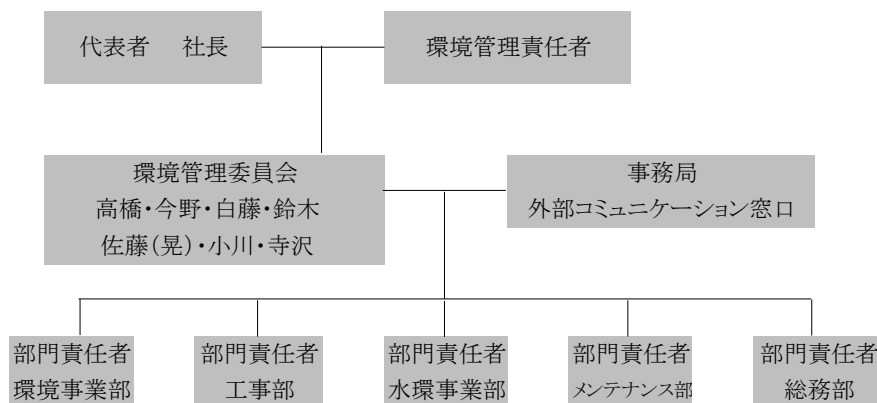 代表者　社長
環境管理責任者
環境管理委員会
高橋・今野・白藤・鈴木
佐藤(晃)・小川・寺沢
事務局
外部コミュニケーション窓口
部門責任者
環境事業部
部門責任者
工事部
部門責任者
水環事業部
部門責任者
メンテナンス部
部門責任者
総務部